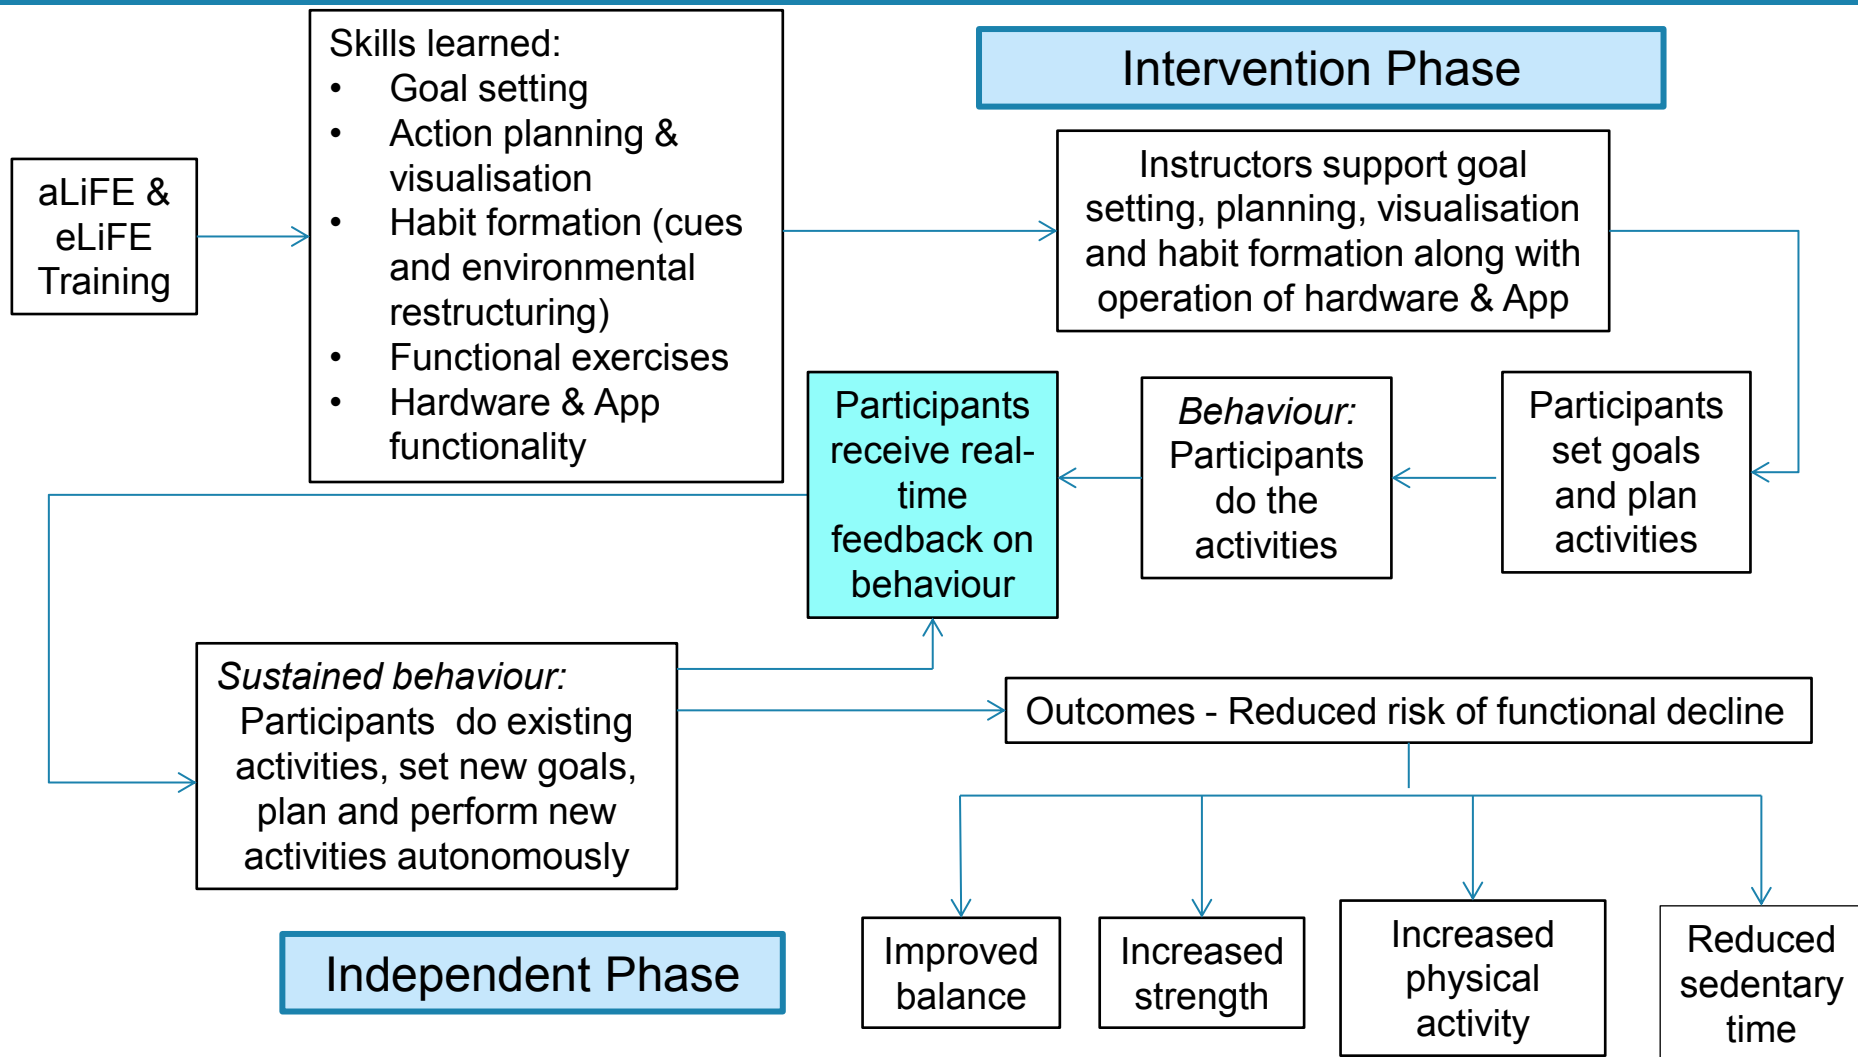 aLiFE &
eLiFE
Training
Skills learned:
• Goal setting
• Action planning &
visualisation
• Habit formation (cues
and environmental
restructuring)
• Functional exercises
• Hardware & App
functionality
Intervention Phase
Instructors support goal
setting, planning, visualisation
and habit formation along with
operation of hardware & App
Participants
set goals
and plan
activities
Behaviour:
Participants
do the
activities
Participants
receive real-
time
feedback on
behaviour
Sustained behaviour:
Participants do existing
activities, set new goals,
plan and perform new
activities autonomously
Outcomes - Reduced risk of functional decline
Independent Phase
Improved
balance
Increased
strength
Increased
physical
activity
Reduced
sedentary
time